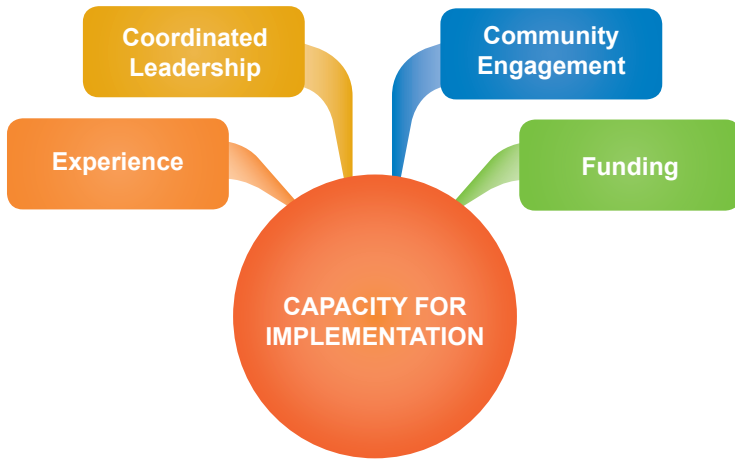 Coordinated
Leadership
Community
Engagement
Experience
Funding
CAPACITY FOR
IMPLEMENTATION